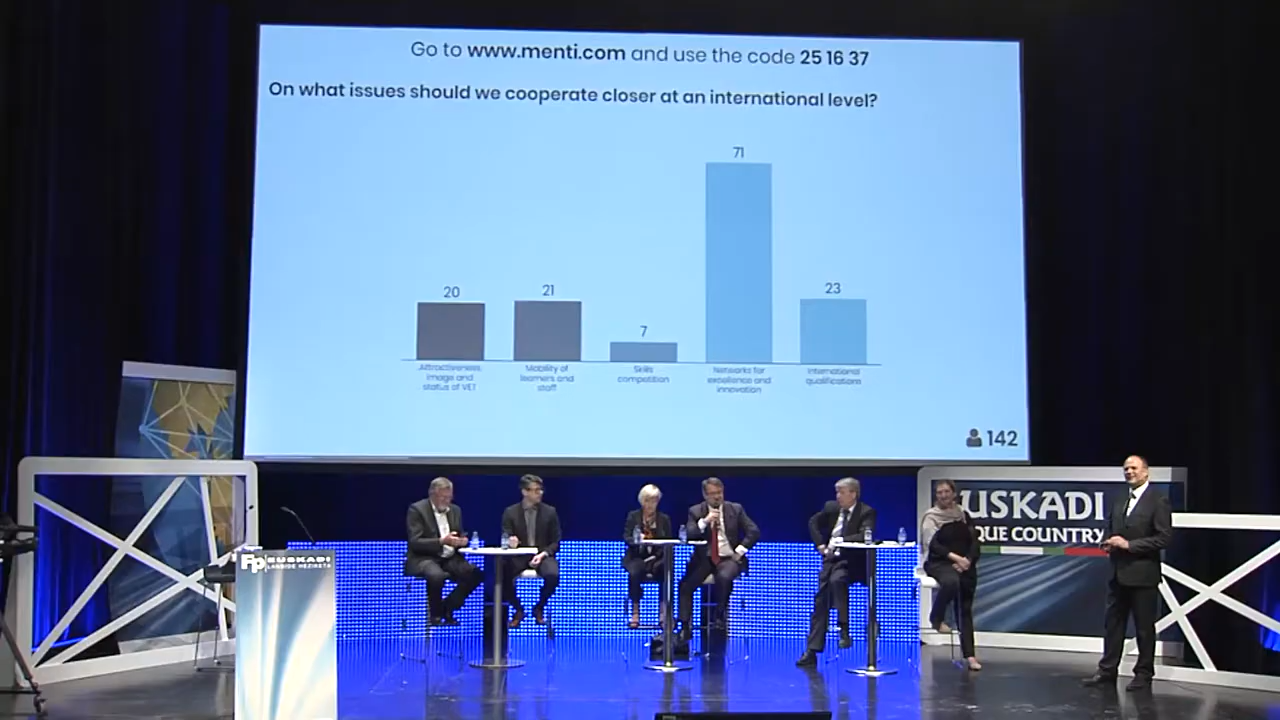 Go to www.menti.com and use the code 25 16 37
On what issues should we cooperate closer at an international level?
71
20
21
7
23
Attractiveness,
image and
status of VET
Mobility of
learners and
staff
Skills
competition
Networks for
excellence and
innovation
International
qualifications
142
USKADI
QUE COUNTRY
Fp EUSKADI
LANBIDE HEZIKETA